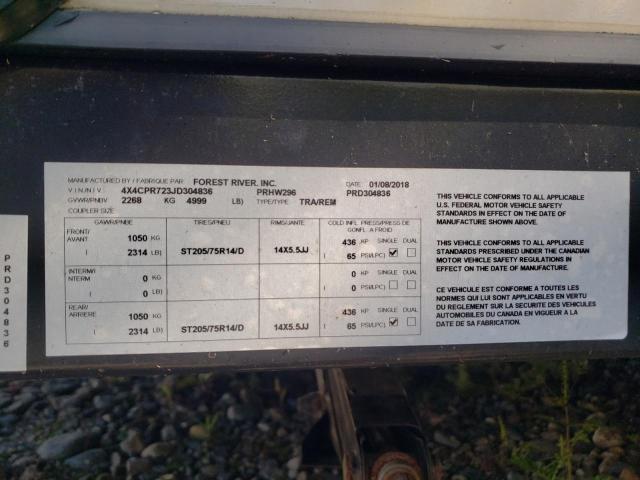 MANUFACTURED BY / FABRIQUE PAR FOREST RIVER, INC. DATE 01/08/2018
V I N / N I V 4X4CPR723JD304836 PRHW296 PRD304836
GVWR/PNBV 2268 KG 4999 LB) TYPE/TYPE TRA/REM
COUPLER SIZE
GAWR/PNBE TIRES/PNEU RIMS/JANTE COLD INFL PRESS/PRESS DE GONFL A FROID
FRONT/ AVANT 1050 KG 436 KP SINGLE DUAL
( 2314 LB) ST205/75R14/D 14X5.5JJ ( 65 PSI/LPC)
INTERM/ NTERM 0 KG 0 KP SINGLE DUAL
( 0 LB) ( 0 PSI/LPC)
REAR/ ARRIERE 1050 KG 436 KP SINGLE DUAL
( 2314 LB) ST205/75R14/D 14X5.5JJ ( 65 PSI/LPC)
THIS VEHICLE CONFORMS TO ALL APPLICABLE
U.S. FEDERAL MOTOR VEHICLE SAFETY
STANDARDS IN EFFECT ON THE DATE OF
MANUFACTURE SHOWN ABOVE.
THIS VEHICLE CONFORMS TO ALL APPLICABLE
STANDARDS PRESCRIBED UNDER THE CANADIAN
MOTOR VEHICLE SAFETY REGULATIONS IN
EFFECT ON THE DATE OF MANUFACTURE.
CE VEHICULE EST CONFORME A TOUTES LES
NORMES QUI LUI SONT APPLICABLES EN VERTU
DU REGLEMENT SUR LA SECURITE DES VEHICULES
AUTOMOBILES DU CANADA EN VIGUEUR A LA
DATE DE SA FABRICATION.
PRD304836